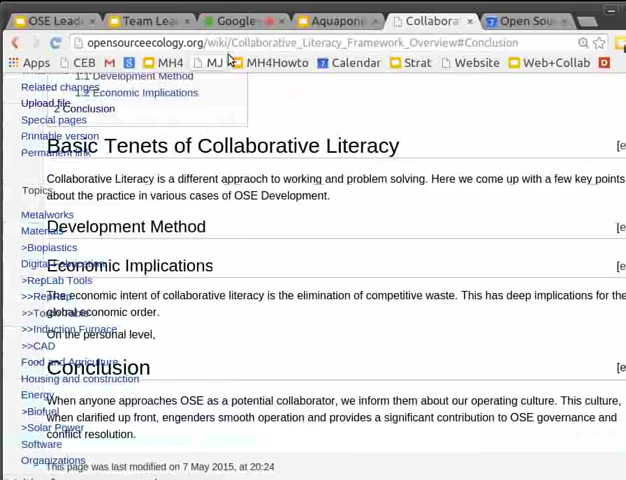 OSE Lead
Team Lea
Google
Aquaponi
Collabora
Open Sou
opensourceecology.org/wiki/Collaborative_Literacy_Framework_Overview#Conclusion
Apps
CEB
M
MH4
MJ
MH4Howto
Calendar
Strat
Website
Web+Collab
1.1 Development Method
Related changes
1.2 Economic Implications
Upload file
2 Conclusion
Special pages
Printable version
Permanent link
Basic Tenets of Collaborative Literacy
[e
Collaborative Literacy is a different appraoch to working and problem solving. Here we come up with a few key points
about the practice in various cases of OSE Development.
Topics
Metalworks
Development Method
[e
Materials
>Bioplastics
Digital Fabrication
Economic Implications
[e
>RepLab Tools
The economic intent of collaborative literacy is the elimination of competitive waste. This has deep implications for the
>>RepRap
global economic order.
>>Induction Furnace
On the personal level,
>>CAD
Food and Agriculture
Conclusion
[e
Housing and construction
Energy
When anyone approaches OSE as a potential collaborator, we inform them about our operating culture. This culture,
>Biofuel
when clarified up front, engenders smooth operation and provides a significant contribution to OSE governance and
>Solar Power
conflict resolution.
Software
Organizations
This page was last modified on 7 May 2015, at 20:24